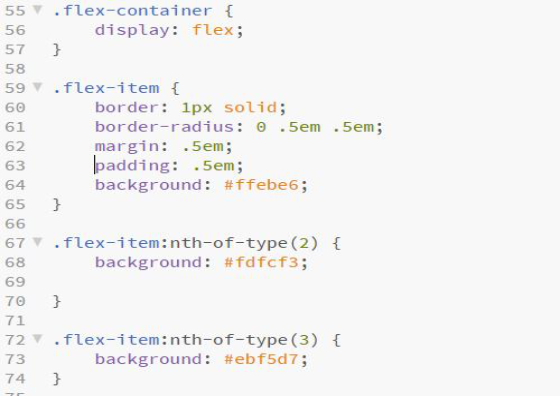 55 .flex-container {
56 display: flex;
57 }
58
59 .flex-item {
60 border: 1px solid;
61 border-radius: 0 .5em .5em;
62 margin: .5em;
63 padding: .5em;
64 background: #ffebe6;
65 }
66
67 .flex-item:nth-of-type(2) {
68 background: #fdfcf3;
69
70 }
71
72 .flex-item:nth-of-type(3) {
73 background: #ebf5d7;
74 }